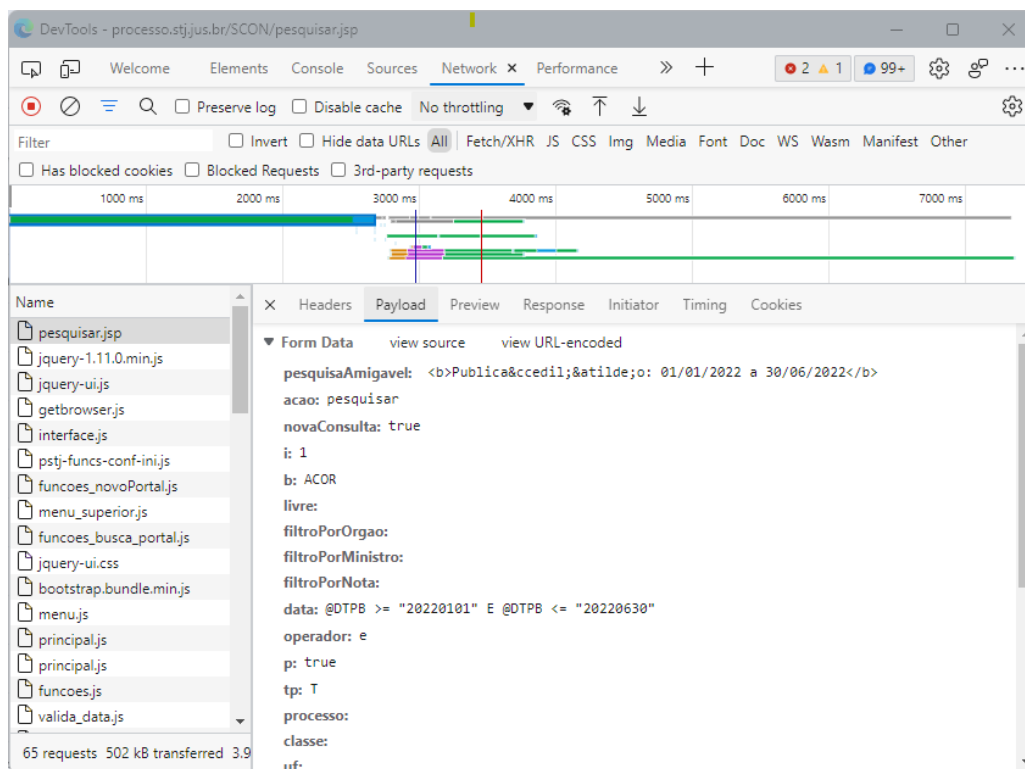 DevTools - processo.stj.jus.br/SCON/pesquisar.jsp
Welcome Elements Console Sources Network Performance 2 1 99+
Preserve log Disable cache No throttling
Filter Invert Hide data URLs All Fetch/XHR JS CSS Img Media Font Doc WS Wasm Manifest Other
Has blocked cookies Blocked Requests 3rd-party requests
1000 ms 2000 ms 3000 ms 4000 ms 5000 ms 6000 ms 7000 ms
Name
pesquisar.jsp
jquery-1.11.0.min.js
jquery-ui.js
getbrowser.js
interface.js
pstj-funcs-conf-ini.js
funcoes_novoPortal.js
menu_superior.js
funcoes_busca_portal.js
jquery-ui.css
bootstrap.bundle.min.js
menu.js
principal.js
principal.js
funcoes.js
valida_data.js
65 requests 502 kB transferred 3.9
Headers Payload Preview Response Initiator Timing Cookies
Form Data view source view URL-encoded
pesquisaAmigavel: <b>Publica&ccedil;&atilde;o: 01/01/2022 a 30/06/2022</b>
acao: pesquisar
novaConsulta: true
i: 1
b: ACOR
livre:
filtroPorOrgao:
filtroPorMinistro:
filtroPorNota:
data: @DTPB >= "20220101" E @DTPB <= "20220630"
operador: e
p: true
tp: T
processo:
classe:
uf: